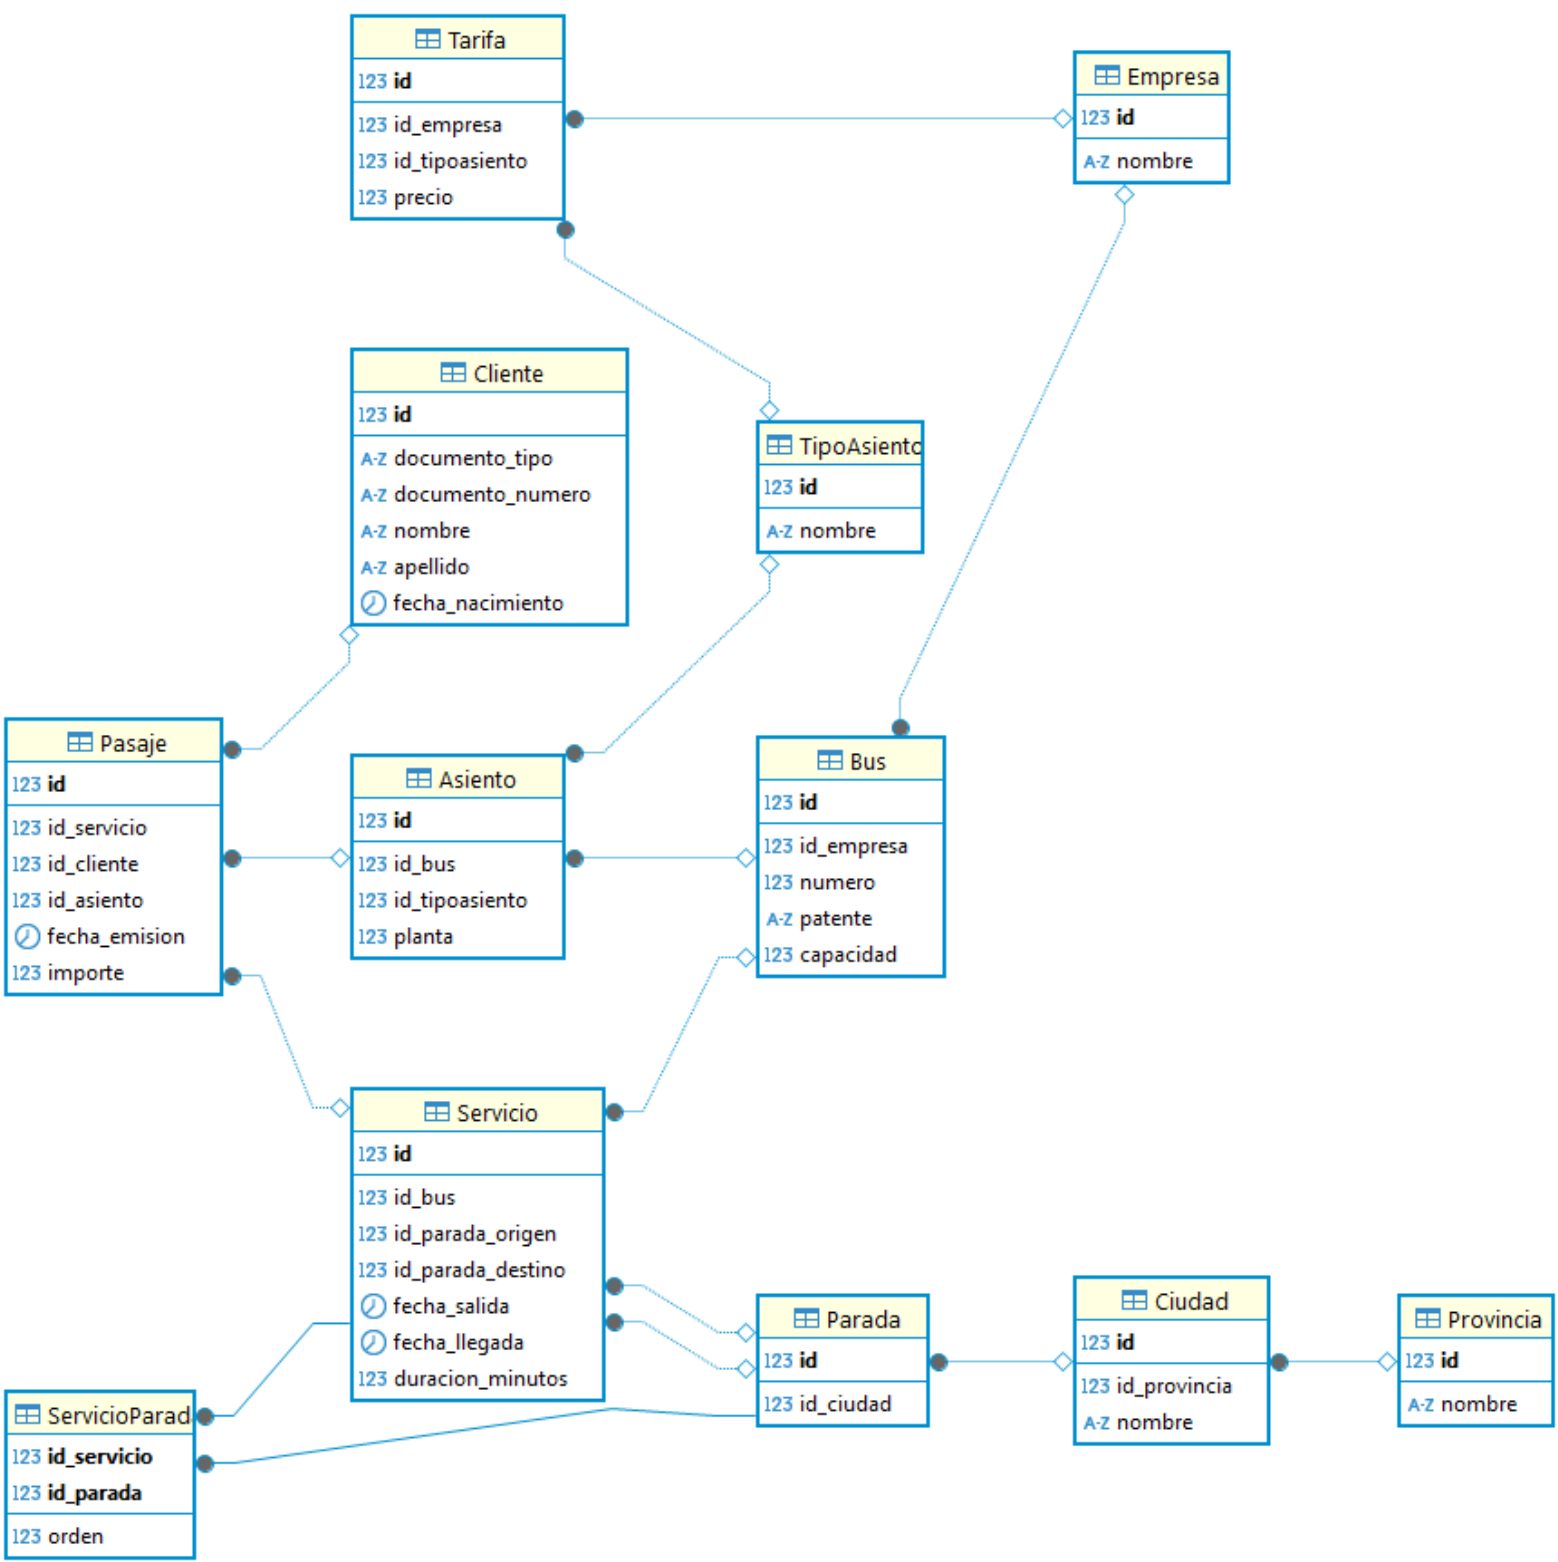 Tarifa
123 id
123 id_empresa
123 id_tipoasiento
123 precio
Empresa
123 id
A-Z nombre
Cliente
123 id
A-Z documento_tipo
A-Z documento_numero
A-Z nombre
A-Z apellido
fecha_nacimiento
TipoAsiento
123 id
A-Z nombre
Pasaje
123 id
123 id_servicio
123 id_cliente
123 id_asiento
fecha_emision
123 importe
Asiento
123 id
123 id_bus
123 id_tipoasiento
123 planta
Bus
123 id
123 id_empresa
123 numero
A-Z patente
123 capacidad
Servicio
123 id
123 id_bus
123 id_parada_origen
123 id_parada_destino
fecha_salida
fecha_llegada
123 duracion_minutos
Parada
123 id
123 id_ciudad
Ciudad
123 id
123 id_provincia
A-Z nombre
Provincia
123 id
A-Z nombre
ServicioParad
123 id_servicio
123 id_parada
123 orden